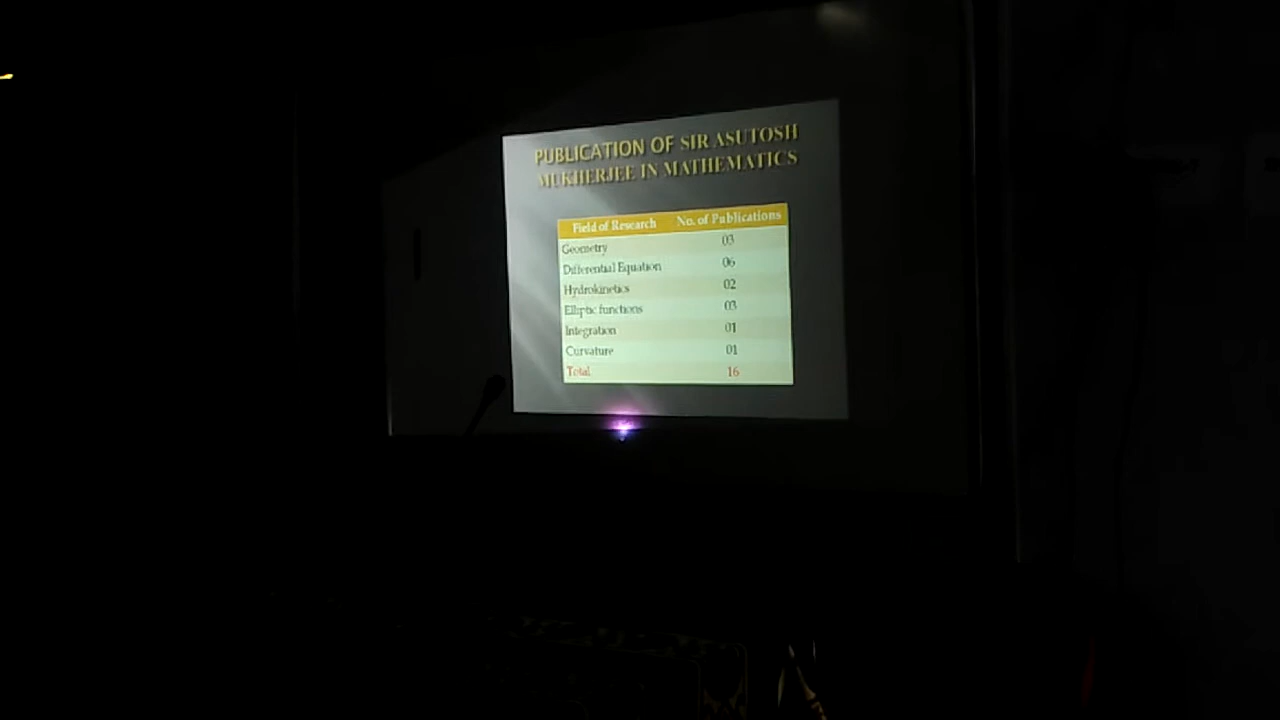 PUBLICATION OF SIR ASUTOSH
MUKHERJEE IN MATHEMATICS
Field of Research No. of Publications
Geometry 03
Differential Equation 06
Hydrokinetics 02
Elliptic functions 03
Integration 01
Curvature 01
Total 16